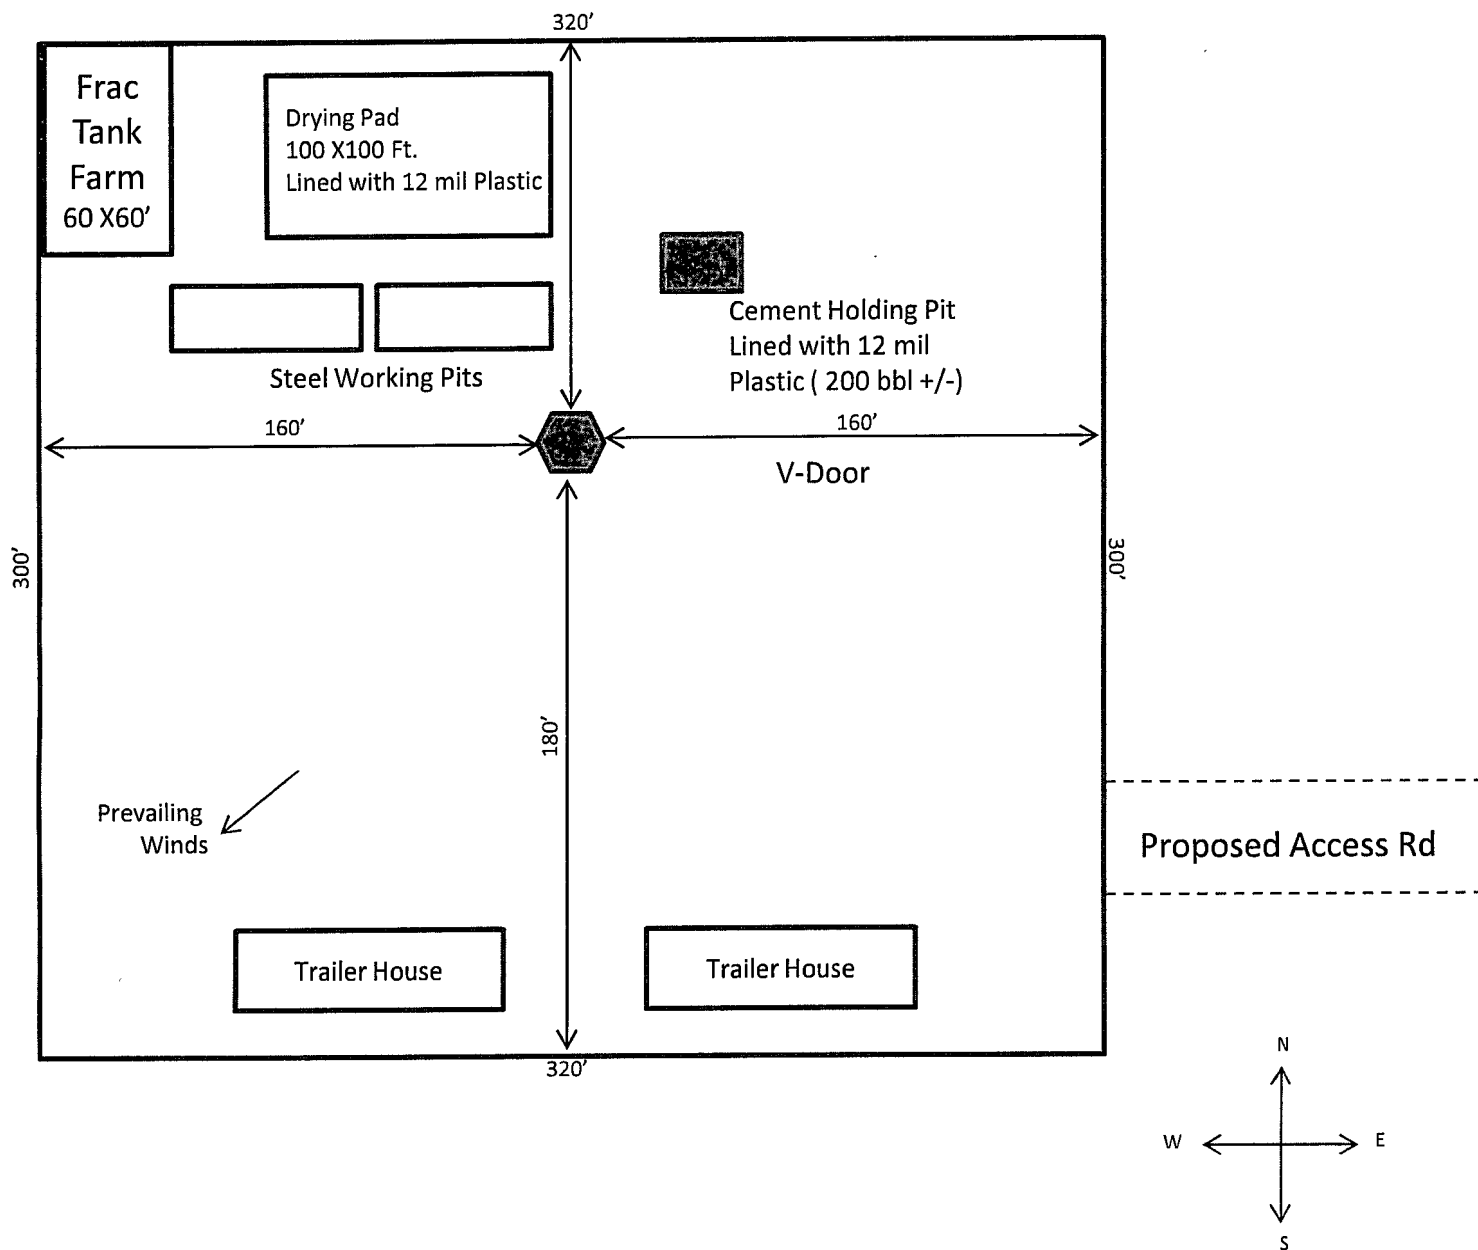 320'
Frac
Tank
Farm
60 X60'
Drying Pad
100 X100 Ft.
Lined with 12 mil Plastic
Cement Holding Pit
Lined with 12 mil
Plastic ( 200 bbl +/-)
Steel Working Pits
160'
160'
V-Door
300'
300'
180'
Prevailing
Winds
Proposed Access Rd
Trailer House
Trailer House
320'
N
W
E
S